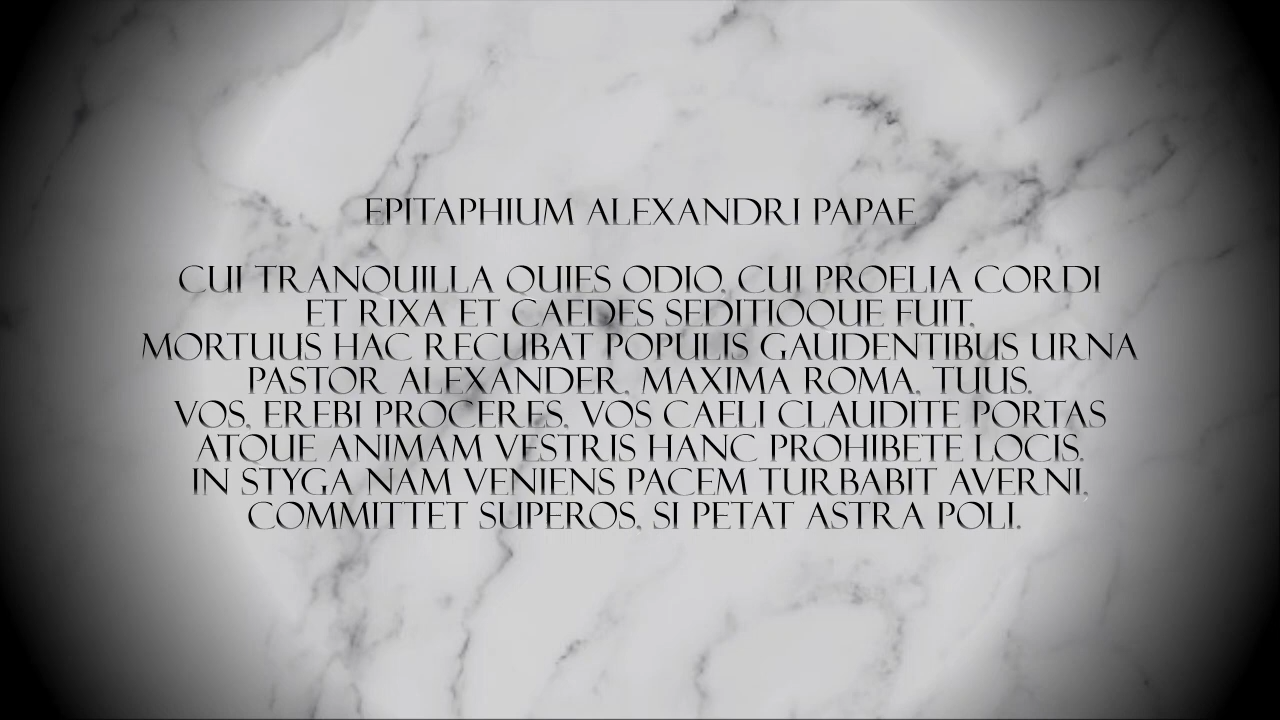 EPITAPHIUM ALEXANDRI PAPAE
CUI TRANQUILLA QUIES ODIO, CUI PROELIA CORDI
ET RIXA ET CAEDES SEDITIOQUE FUIT,
MORTUUS HAC RECUBAT POPULIS GAUDENTIBUS URNA
PASTOR ALEXANDER, MAXIMA ROMA, TUUS.
VOS, EREBI PROCERES, VOS CAELI CLAUDITE PORTAS
ATQUE ANIMAM VESTRIS HANC PROHIBETE LOCIS.
IN STYGA NAM VENIENS PACEM TURBABIT AVERNI,
COMMITTET SUPEROS, SI PETAT ASTRA POLI.